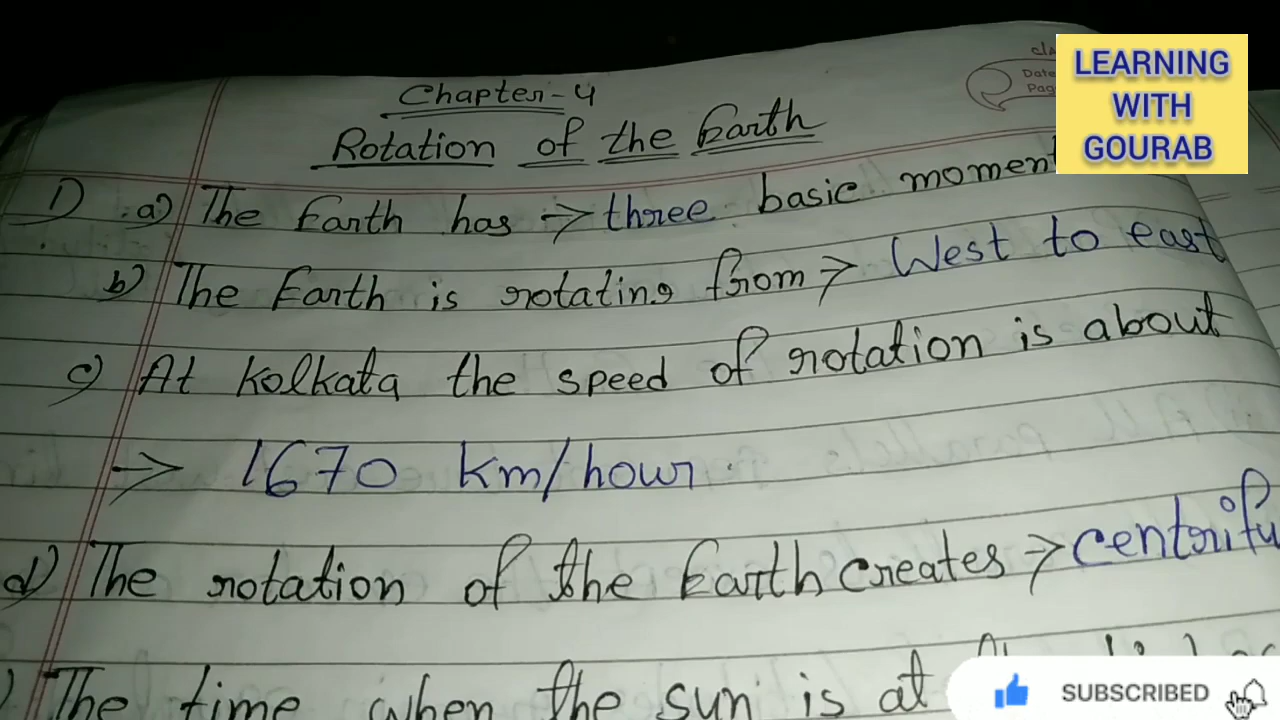 Chapter-4
Rotation of the Earth
LEARNING
WITH
GOURAB
1) a) The Earth has → three basic moment
b) The Earth is rotating from → West to east
c) At Kolkata the speed of rotation is about
→ 1670 km/hour.
d) The rotation of the Earth creates → centrifu
The time when the sun is at
SUBSCRIBED